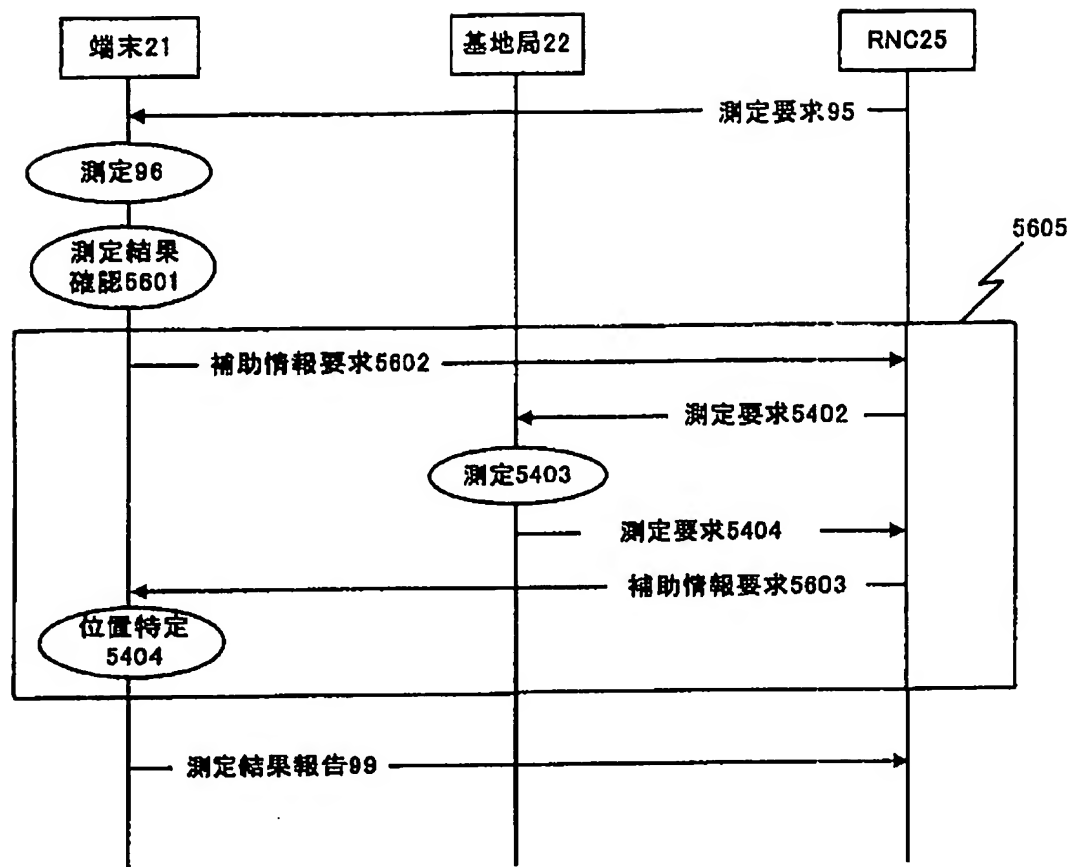 端末21
基地局22
RNC25
測定要求95
測定96
測定結果
確認5601
5605
補助情報要求5602
測定要求5402
測定5403
測定要求5404
補助情報要求5603
位置特定
5404
測定結果報告99